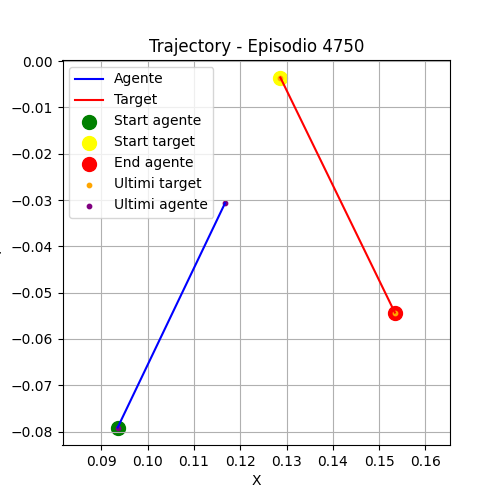 Trajectory - Episodio 4750
Agente
Target
Start agente
Start target
End agente
Ultimi target
Ultimi agente
0.00
−0.01
−0.02
−0.03
−0.04
−0.05
−0.06
−0.07
−0.08
0.09 0.10 0.11 0.12 0.13 0.14 0.15 0.16
X